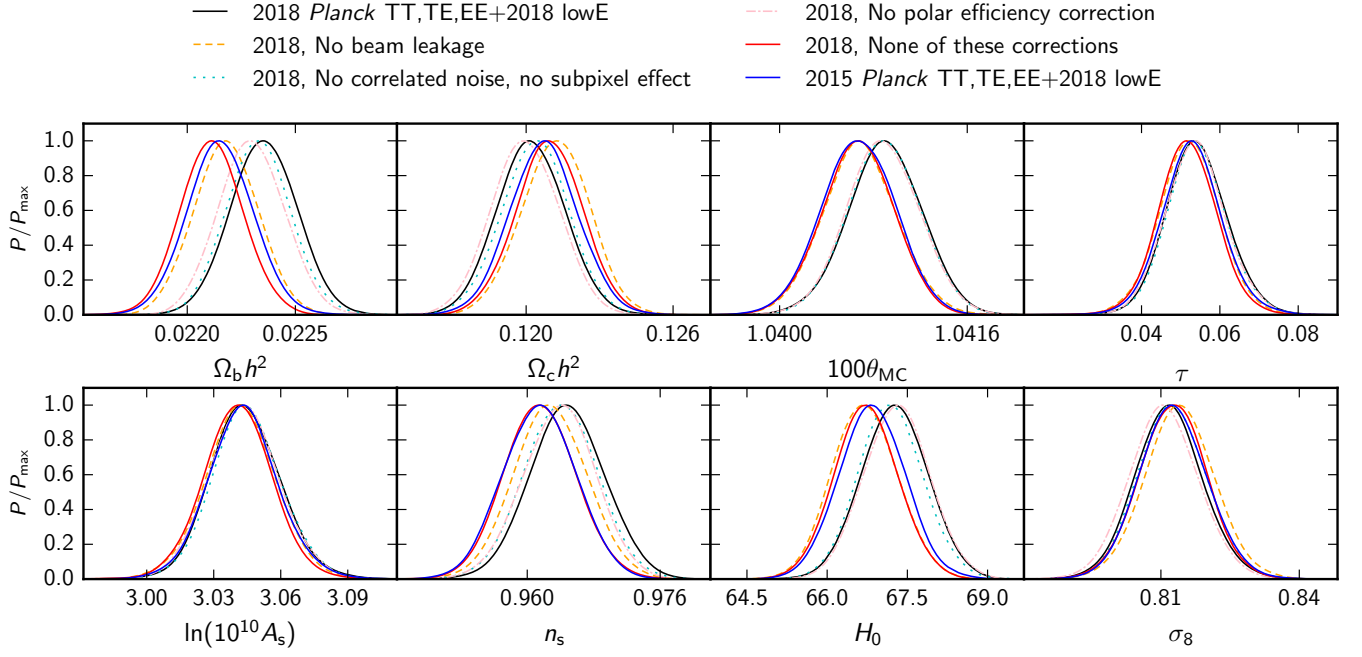 2018 Planck TT,TE,EE+2018 lowE
2018, No beam leakage
2018, No correlated noise, no subpixel effect
2018, No polar efficiency correction
2018, None of these corrections
2015 Planck TT,TE,EE+2018 lowE
P/P_max
1.0
0.8
0.6
0.4
0.2
0.0
0.0220 0.0225
0.120 0.126
1.0400 1.0416
0.04 0.06 0.08
Ω_b h²
Ω_c h²
100θ_MC
τ
P/P_max
1.0
0.8
0.6
0.4
0.2
0.0
3.00 3.03 3.06 3.09
0.960 0.976
64.5 66.0 67.5 69.0
0.81 0.84
ln(10¹⁰ A_s)
n_s
H_0
σ_8